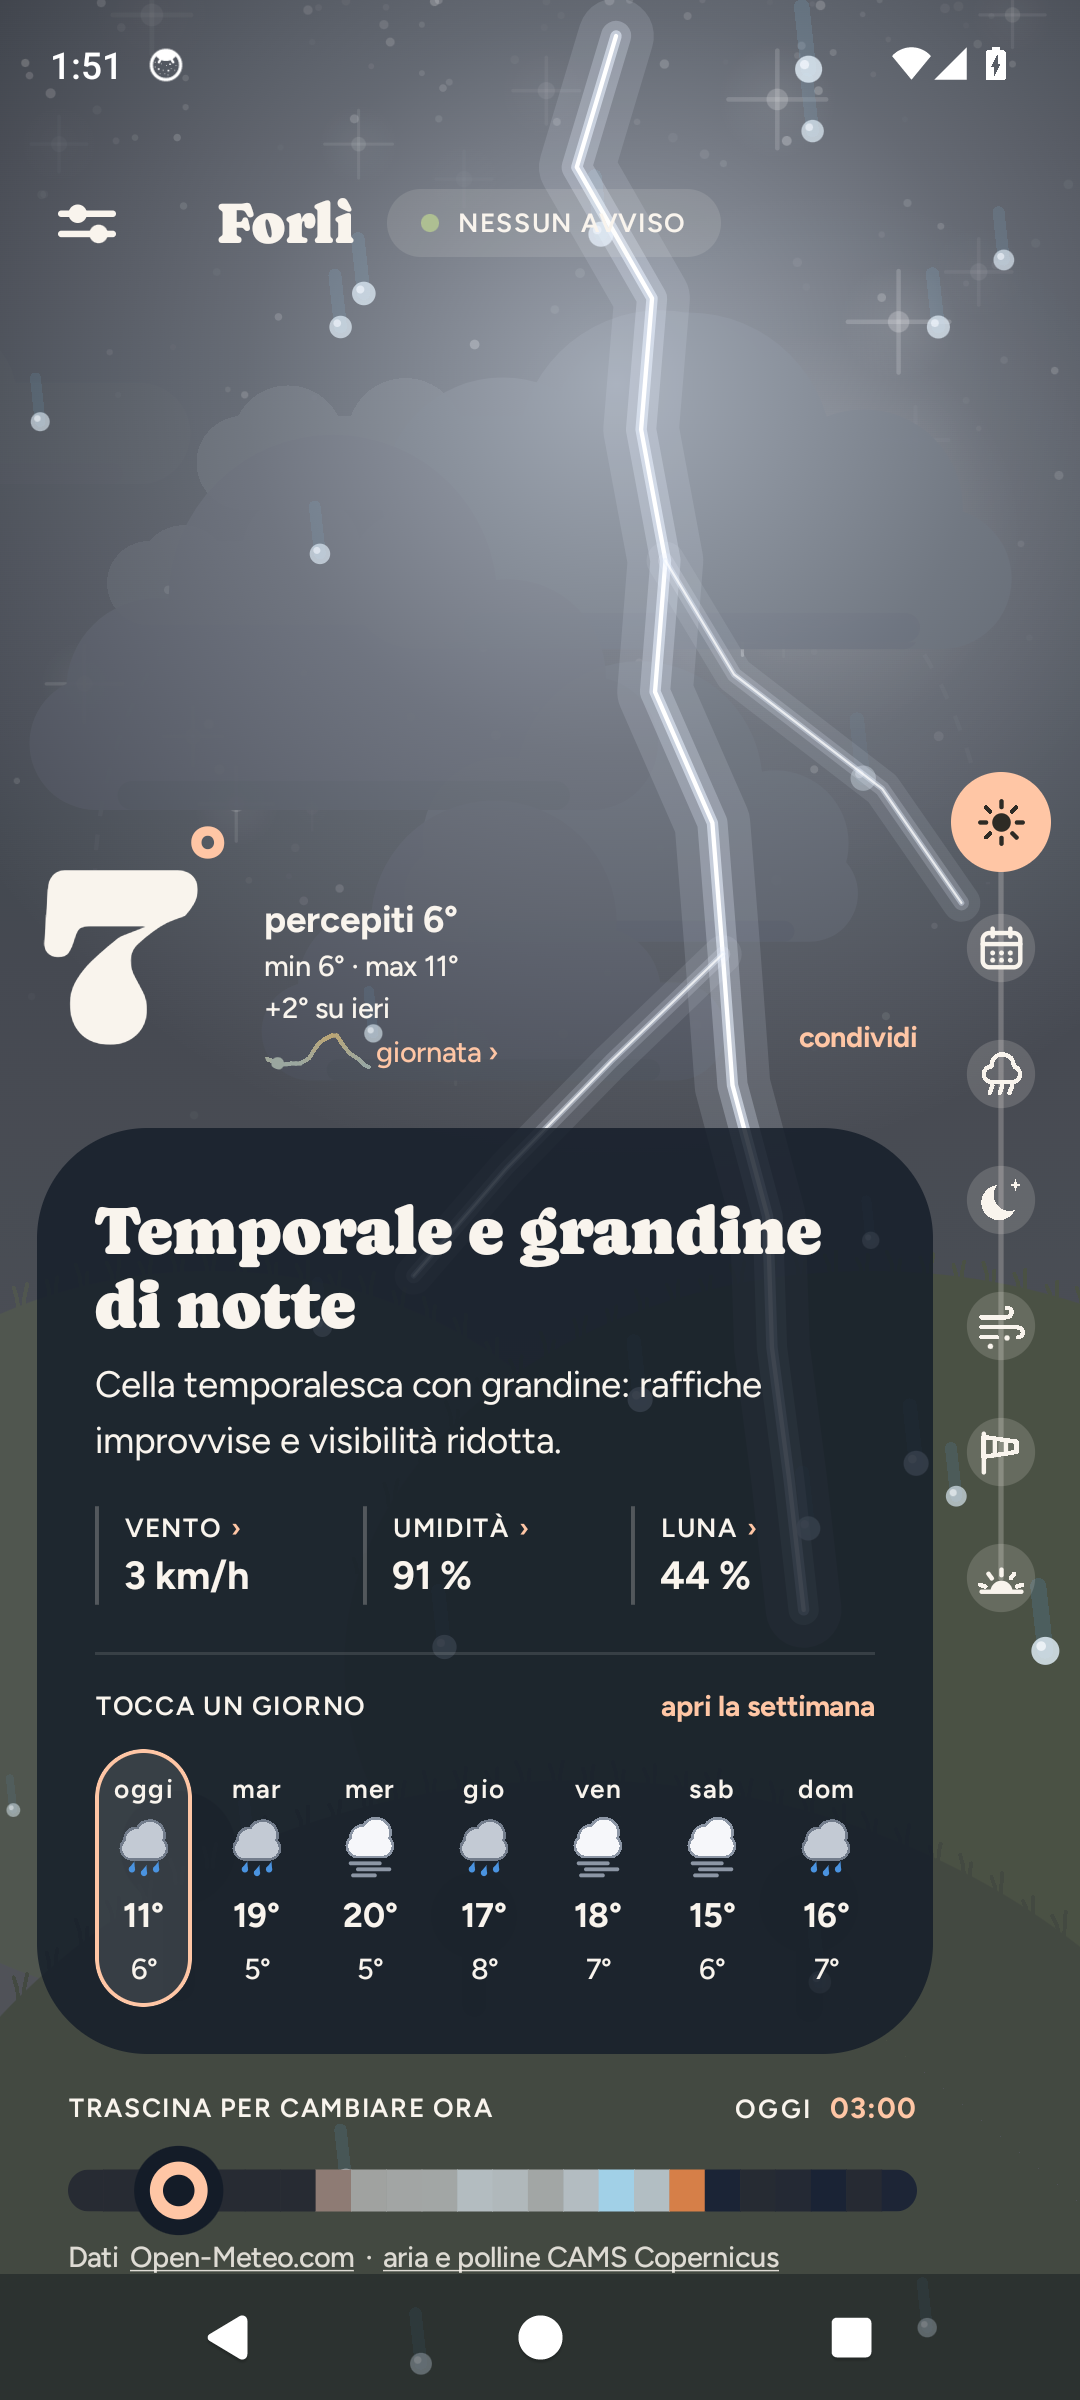 1:51
Forlì
NESSUN AVVISO
7°
percepiti 6°
min 6° · max 11°
+2° su ieri
giornata ›
condividi
Temporale e grandine
di notte
Cella temporalesca con grandine: raffiche
improvvise e visibilità ridotta.
VENTO › UMIDITÀ › LUNA ›
3 km/h 91 % 44 %
TOCCA UN GIORNO apri la settimana
oggi mar mer gio ven sab dom
11° 19° 20° 17° 18° 15° 16°
6° 5° 5° 8° 7° 6° 7°
TRASCINA PER CAMBIARE ORA OGGI 03:00
Dati Open-Meteo.com · aria e polline CAMS Copernicus